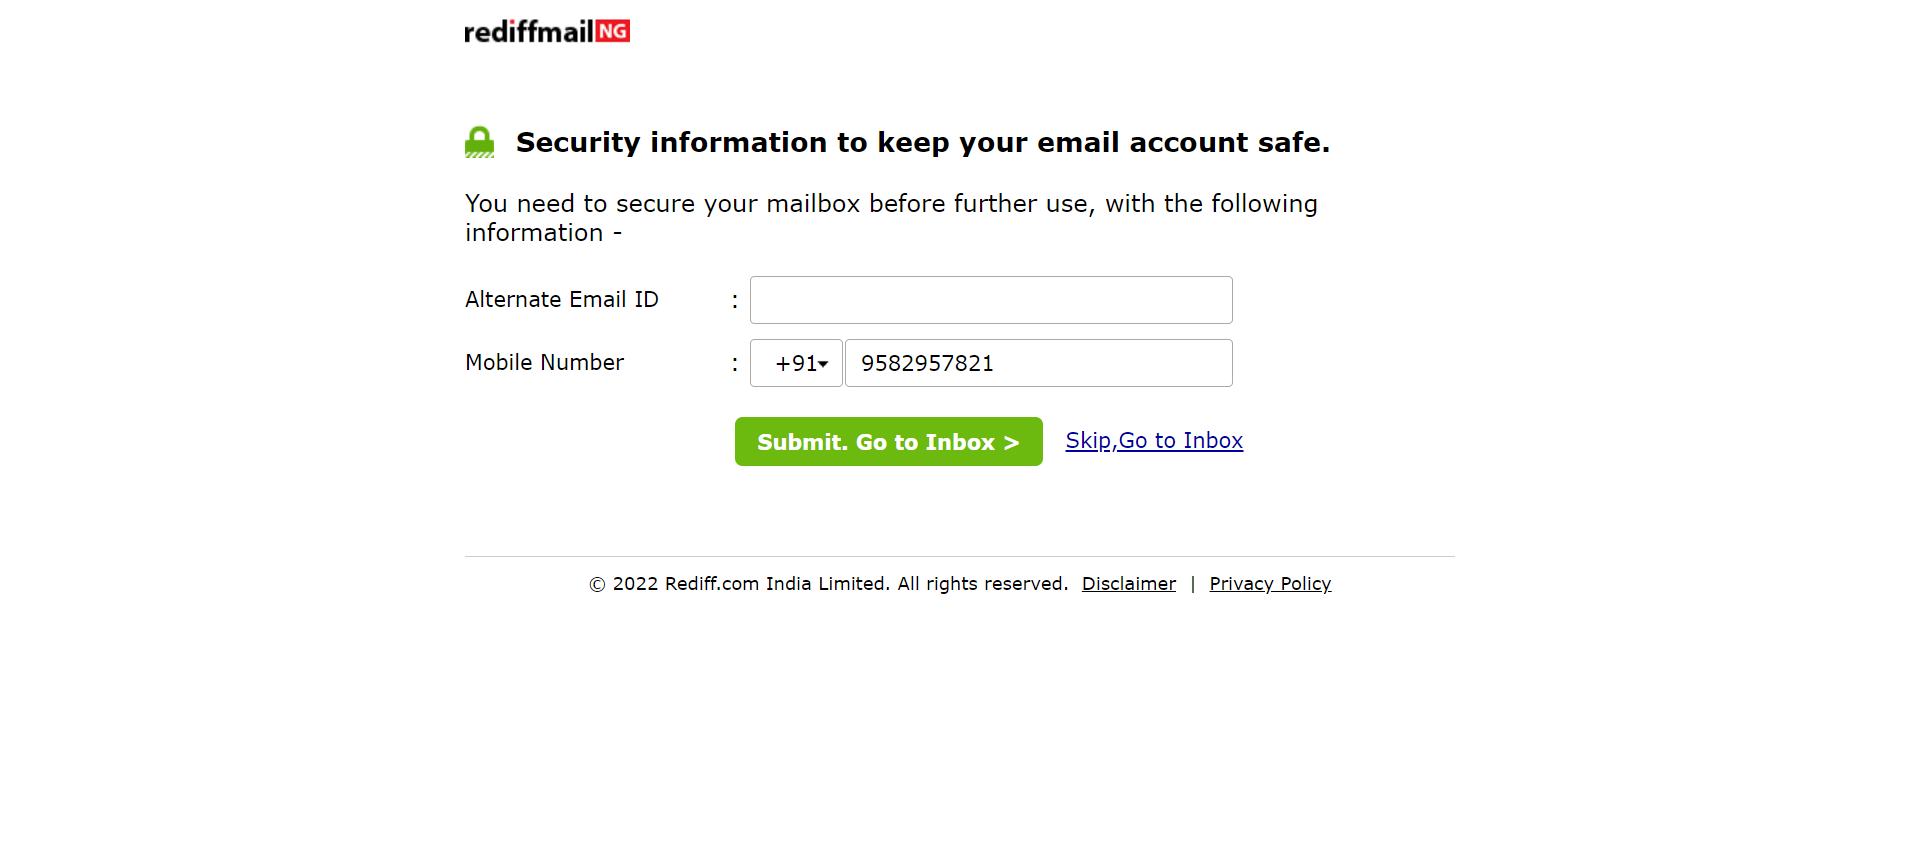 rediffmail NG
Security information to keep your email account safe.
You need to secure your mailbox before further use, with the following
information -
Alternate Email ID :
Mobile Number : +91 9582957821
Submit. Go to Inbox > Skip,Go to Inbox
© 2022 Rediff.com India Limited. All rights reserved. Disclaimer | Privacy Policy